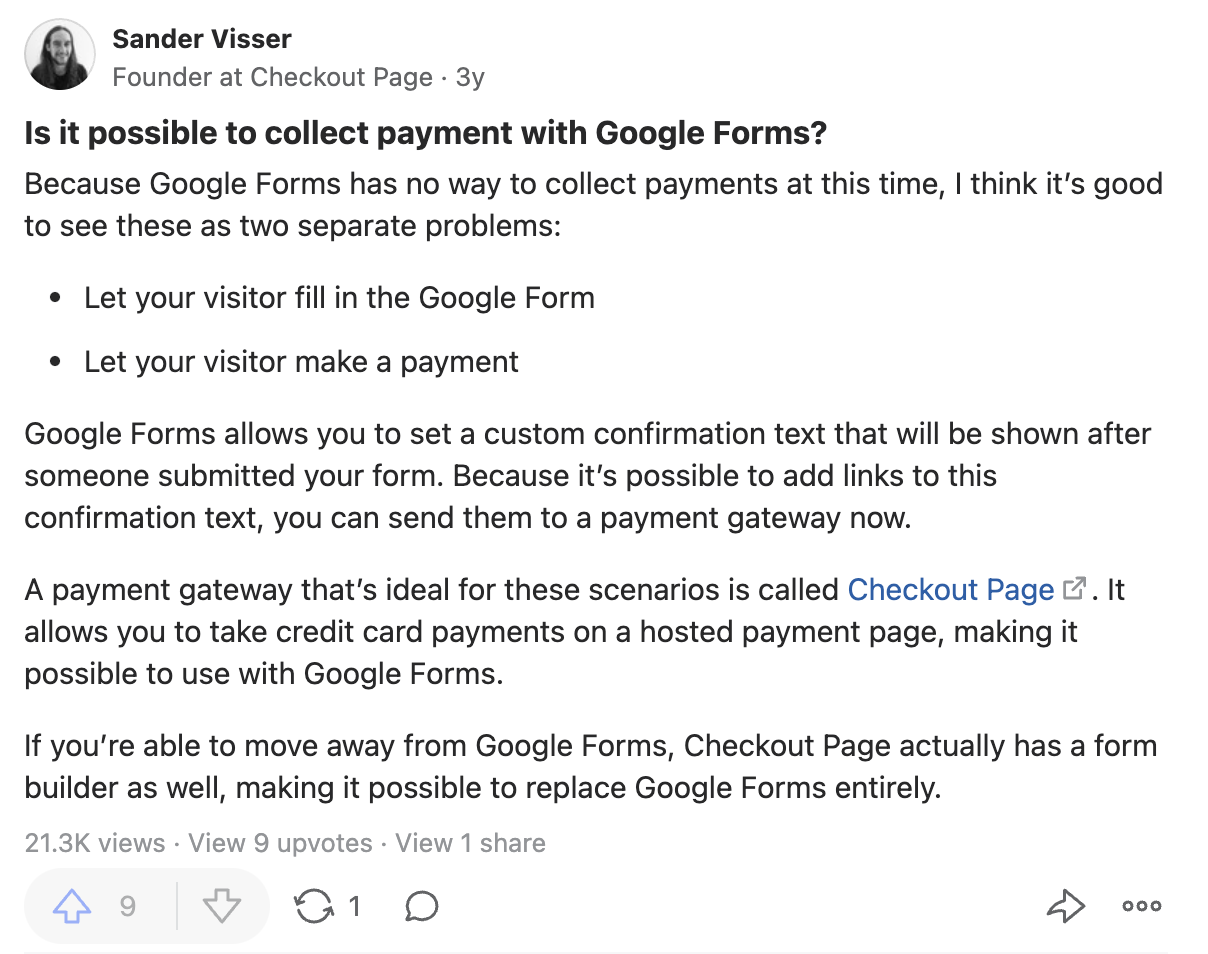 Sander Visser
Founder at Checkout Page · 3y
Is it possible to collect payment with Google Forms?
Because Google Forms has no way to collect payments at this time, I think it’s good
to see these as two separate problems:
• Let your visitor fill in the Google Form
• Let your visitor make a payment
Google Forms allows you to set a custom confirmation text that will be shown after
someone submitted your form. Because it’s possible to add links to this
confirmation text, you can send them to a payment gateway now.
A payment gateway that’s ideal for these scenarios is called Checkout Page. It
allows you to take credit card payments on a hosted payment page, making it
possible to use with Google Forms.
If you’re able to move away from Google Forms, Checkout Page actually has a form
builder as well, making it possible to replace Google Forms entirely.
21.3K views · View 9 upvotes · View 1 share
9 1